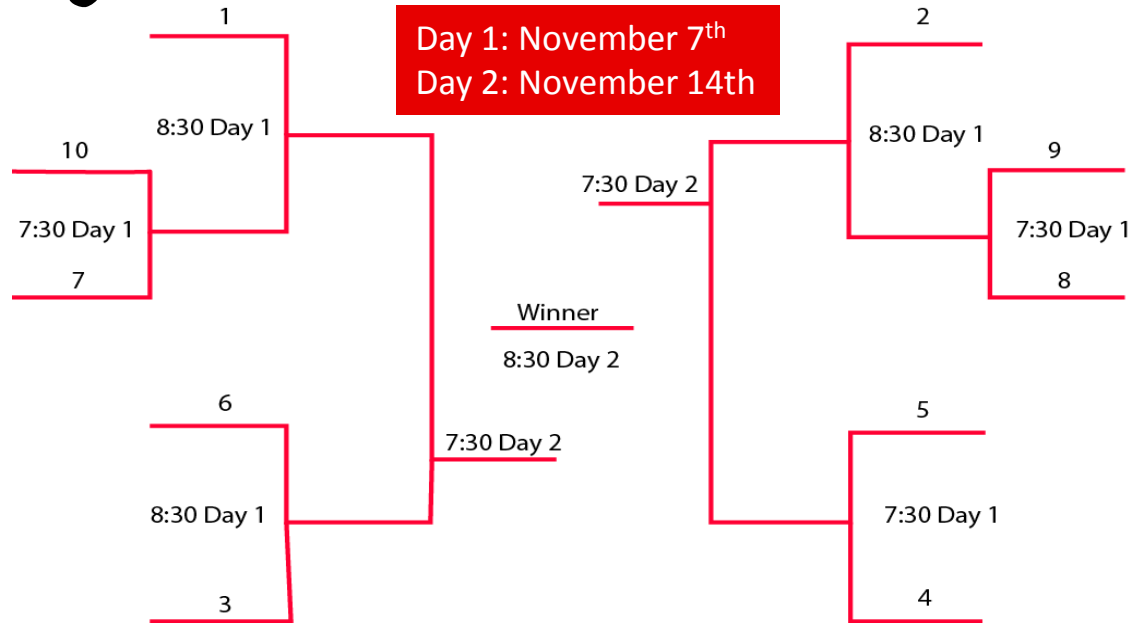 1
Day 1: November 7th
Day 2: November 14th
2
8:30 Day 1
8:30 Day 1
10
9
7:30 Day 2
7:30 Day 1
7:30 Day 1
7
8
Winner
8:30 Day 2
6
5
7:30 Day 2
8:30 Day 1
7:30 Day 1
3
4